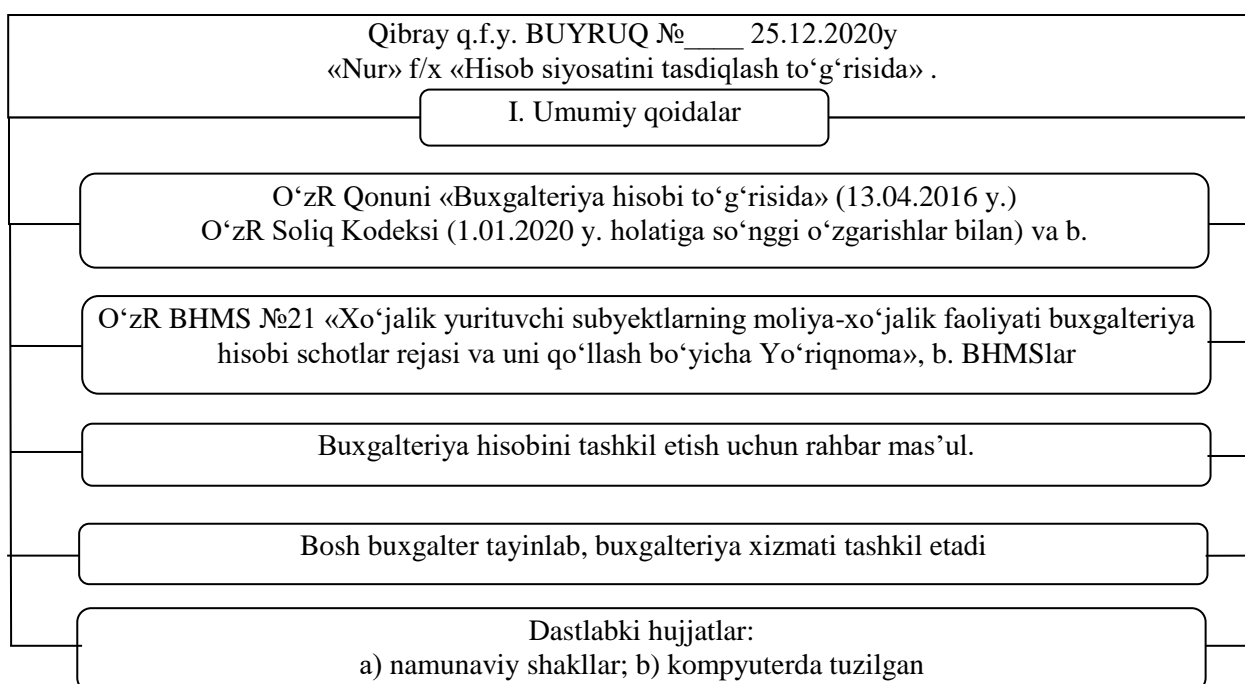 Qibray q.f.y. BUYRUQ №____ 25.12.2020y
«Nur» f/x «Hisob siyosatini tasdiqlash to‘g‘risida» .
I. Umumiy qoidalar
O‘zR Qonuni «Buxgalteriya hisobi to‘g‘risida» (13.04.2016 y.)
O‘zR Soliq Kodeksi (1.01.2020 y. holatiga so‘nggi o‘zgarishlar bilan) va b.
O‘zR BHMS №21 «Xo‘jalik yurituvchi subyektlarning moliya-xo‘jalik faoliyati buxgalteriya
hisobi schotlar rejasi va uni qo‘llash bo‘yicha Yo‘riqnoma», b. BHMSlar
Buxgalteriya hisobini tashkil etish uchun rahbar mas’ul.
Bosh buxgalter tayinlab, buxgalteriya xizmati tashkil etadi
Dastlabki hujjatlar:
a) namunaviy shakllar; b) kompyuterda tuzilgan